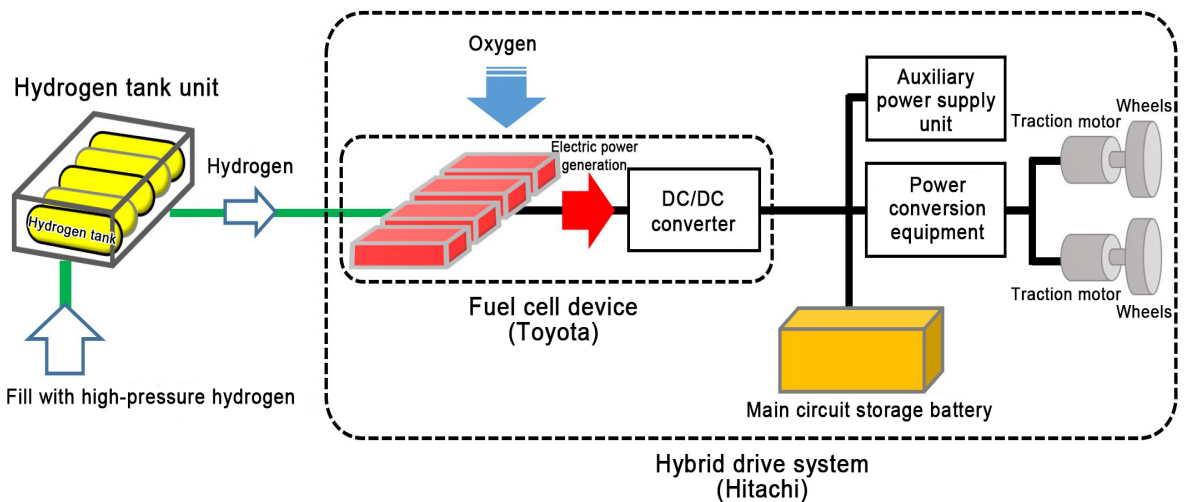 Hydrogen tank unit
Hydrogen tank
Hydrogen
Fill with high-pressure hydrogen
Oxygen
Electric power
generation
DC/DC
converter
Fuel cell device
(Toyota)
Auxiliary
power supply
unit
Power
conversion
equipment
Main circuit storage battery
Traction motor
Wheels
Traction motor
Wheels
Hybrid drive system
(Hitachi)